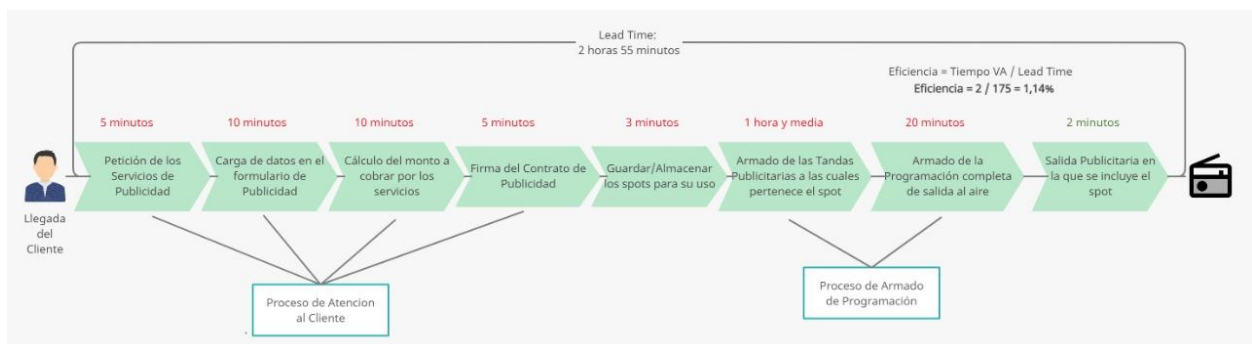 Lead Time:
2 horas 55 minutos
Eficiencia = Tiempo VA / Lead Time
Eficiencia = 2 / 175 = 1,14%
5 minutos
10 minutos
10 minutos
5 minutos
3 minutos
1 hora y media
20 minutos
2 minutos
Petición de los
Servicios de
Publicidad
Carga de datos en el
formulario de
Publicidad
Cálculo del monto a
cobrar por los
servicios
Firma del Contrato de
Publicidad
Guardar/Almacenar
los spots para su uso
Armado de las Tandas
Publicitarias a las cuales
pertenece el spot
Armado de la
Programación completa
de salida al aire
Salida Publicitaria en
la que se incluye el
spot
Llegada
del
Cliente
Proceso de Atencion
al Cliente
Proceso de Armado
de Programación